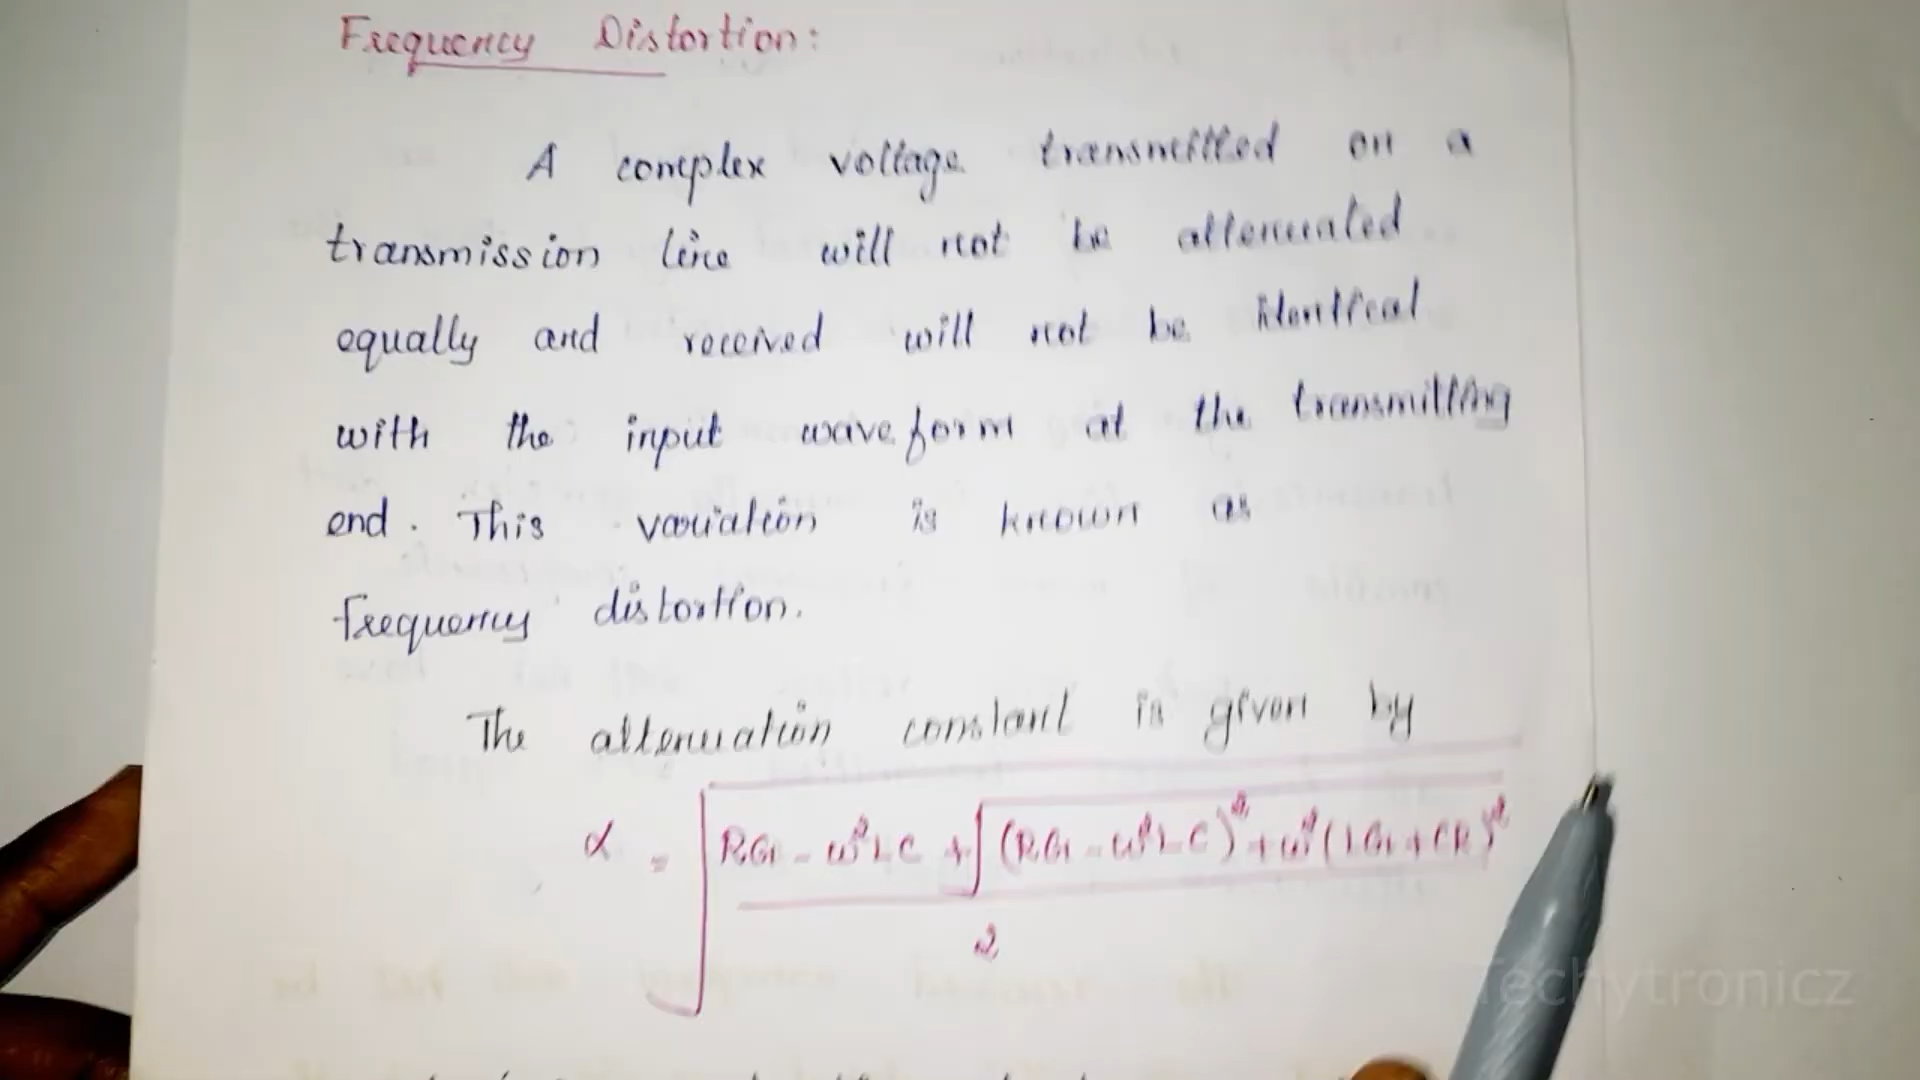 Frequency Distortion:
A complex voltage transmitted on a
transmission line will not be attenuated
equally and received will not be identical
with the input waveform at the transmitting
end. This variation is known as
frequency distortion.
The attenuation constant is given by
α = √((RG - ω²LC + √((RG - ω²LC)² + ω²(LG + CR)²)) / 2)
Techytronicz